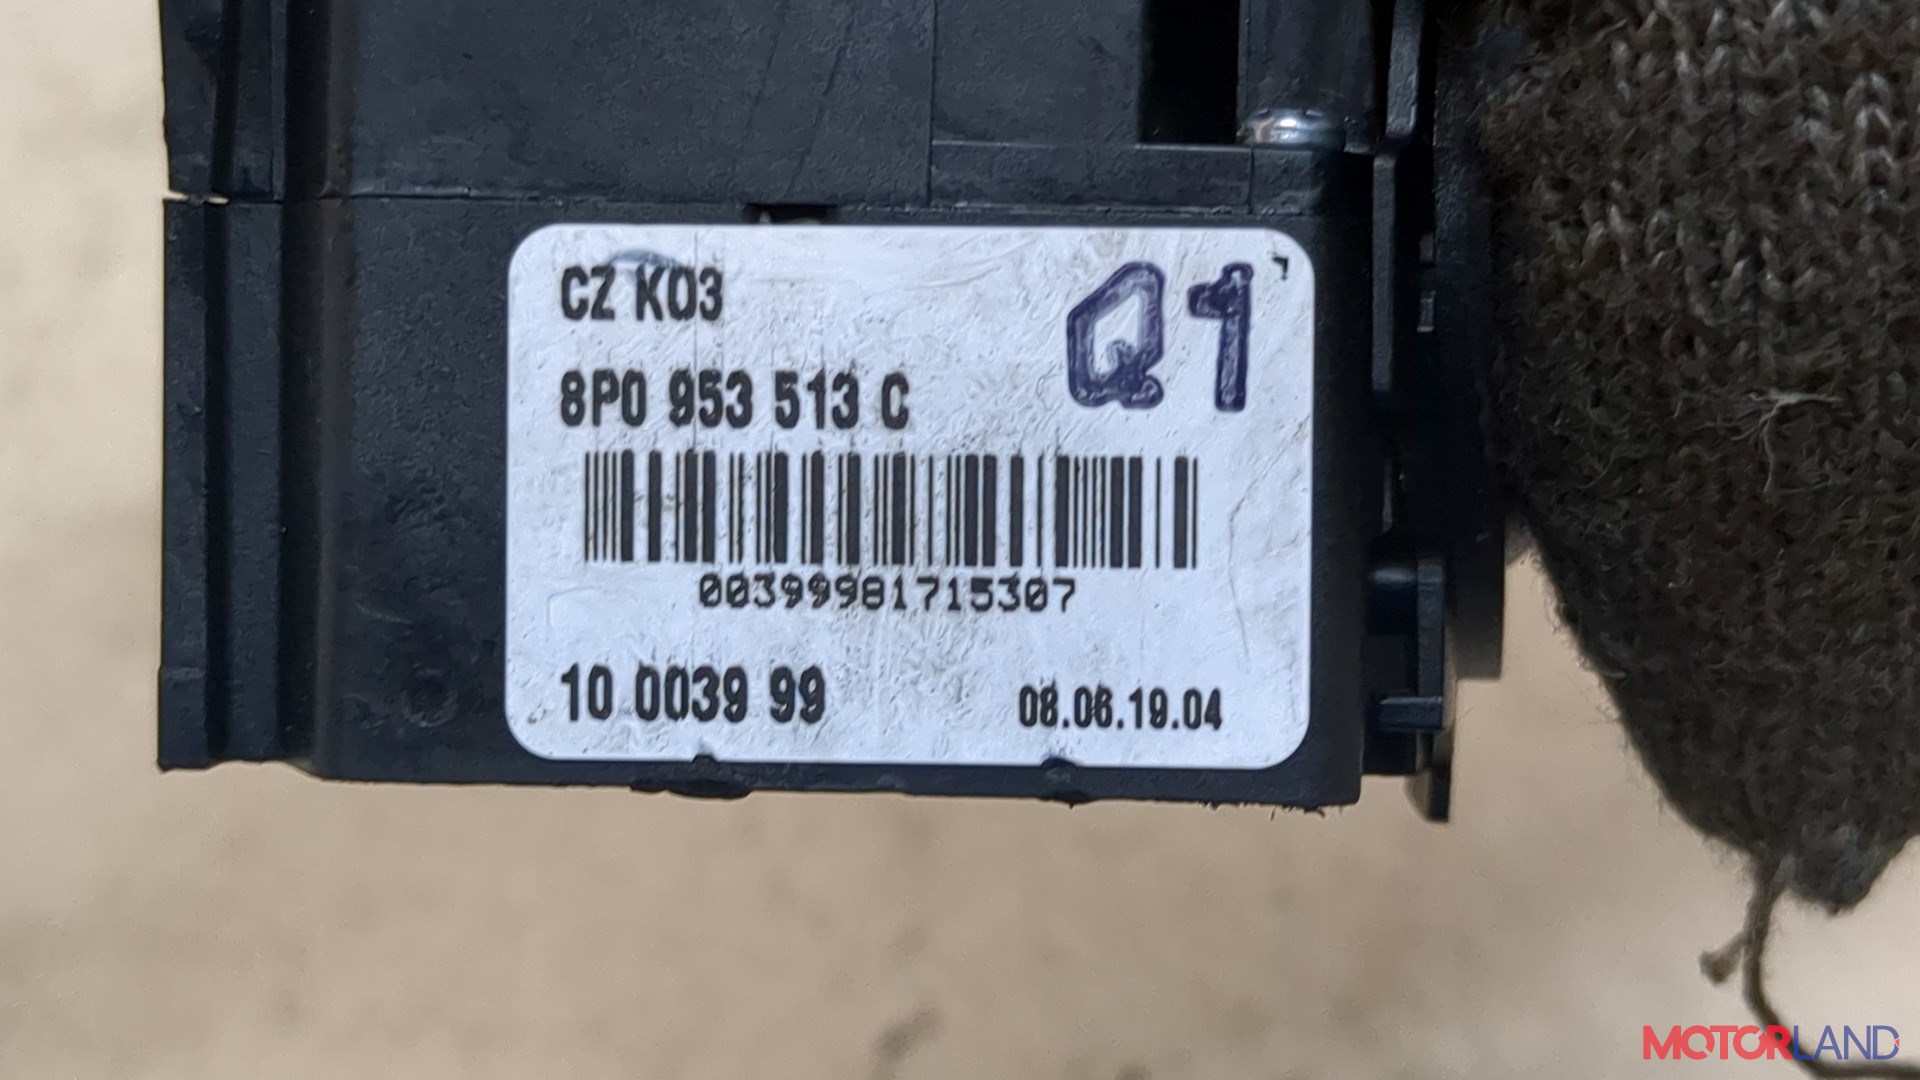 CZ K03
Q1
8P0 953 513 C
00399981715307
10 0039 99
08.06.19.04
MOTORLAND